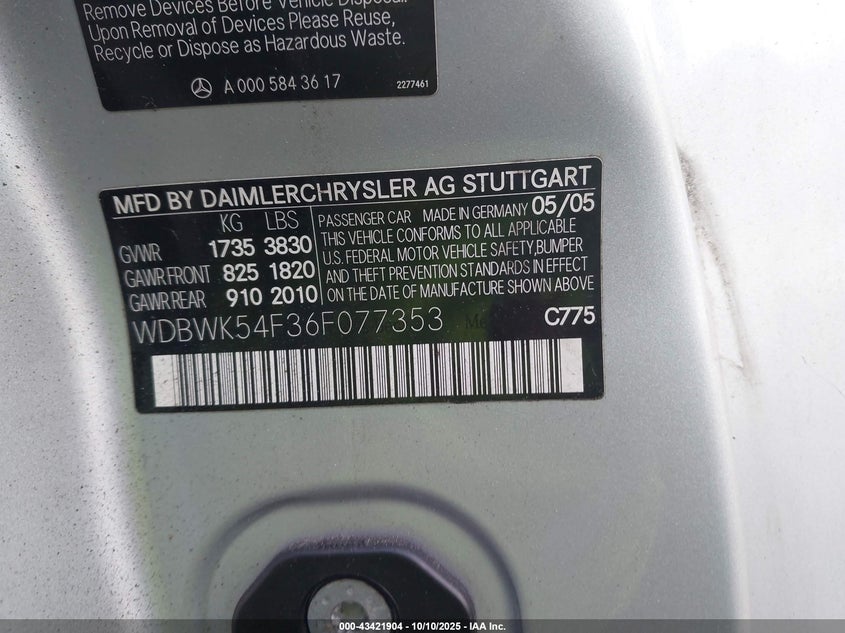 Remove Devices Before Vehicle Disposal.
Upon Removal of Devices Please Reuse,
Recycle or Dispose as Hazardous Waste.
A 000 584 36 17
2277461
MFD BY DAIMLERCHRYSLER AG STUTTGART
KG LBS
GVWR 1735 3830
GAWR FRONT 825 1820
GAWR REAR 910 2010
PASSENGER CAR MADE IN GERMANY 05/05
THIS VEHICLE CONFORMS TO ALL APPLICABLE
U.S. FEDERAL MOTOR VEHICLE SAFETY,BUMPER
AND THEFT PREVENTION STANDARDS IN EFFECT
ON THE DATE OF MANUFACTURE SHOWN ABOVE
WDBWK54F36F077353
C775
000-43421904 - 10/10/2025 - IAA Inc.